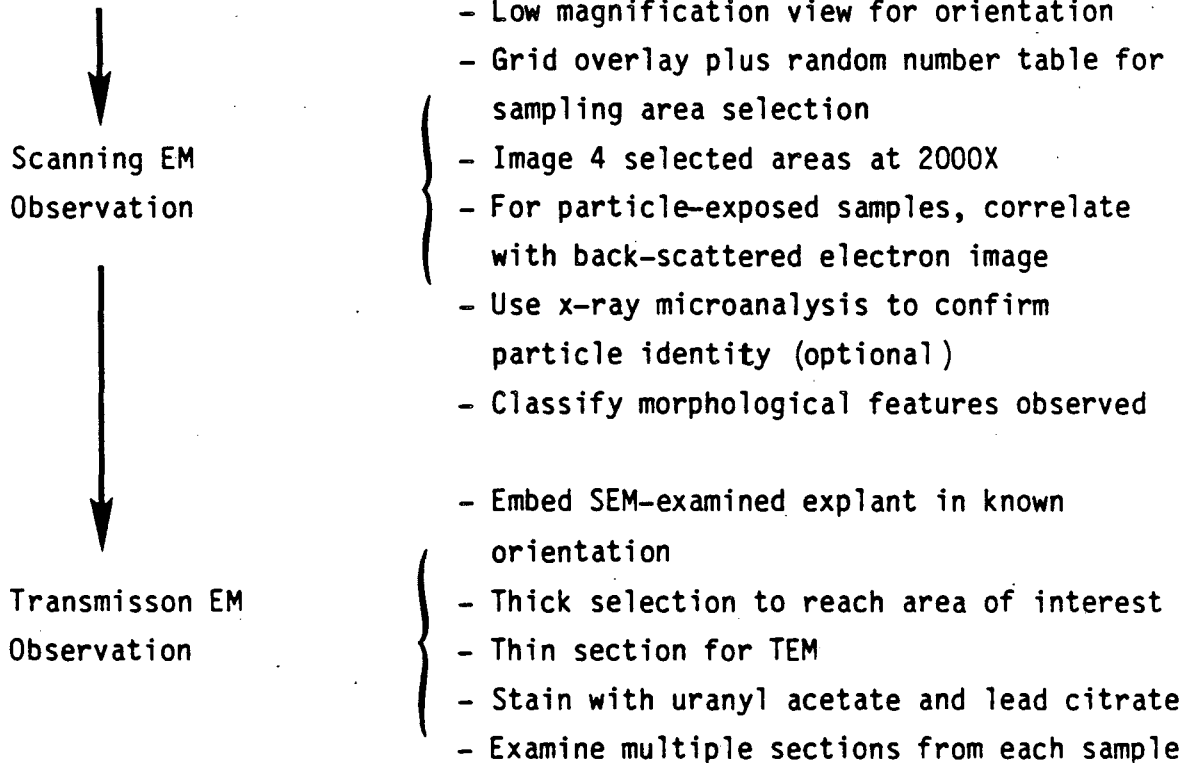 - Low magnification view for orientation
- Grid overlay plus random number table for
sampling area selection
Scanning EM
Observation
- Image 4 selected areas at 2000X
- For particle-exposed samples, correlate
with back-scattered electron image
- Use x-ray microanalysis to confirm
particle identity (optional)
- Classify morphological features observed
- Embed SEM-examined explant in known
orientation
Transmisson EM
Observation
- Thick selection to reach area of interest
- Thin section for TEM
- Stain with uranyl acetate and lead citrate
- Examine multiple sections from each sample